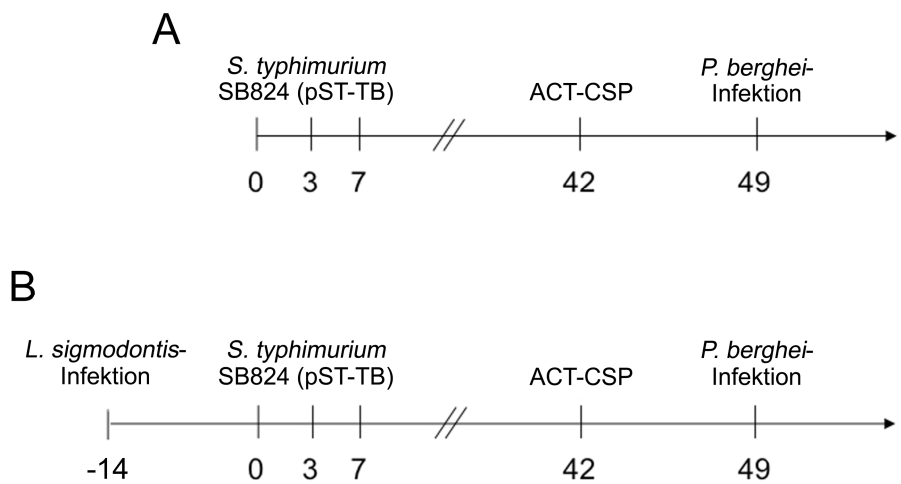 A
S. typhimurium
SB824 (pST-TB)
ACT-CSP
P. berghei-
Infektion
0 3 7 42 49
B
L. sigmodontis-
Infektion
S. typhimurium
SB824 (pST-TB)
ACT-CSP
P. berghei-
Infektion
-14 0 3 7 42 49